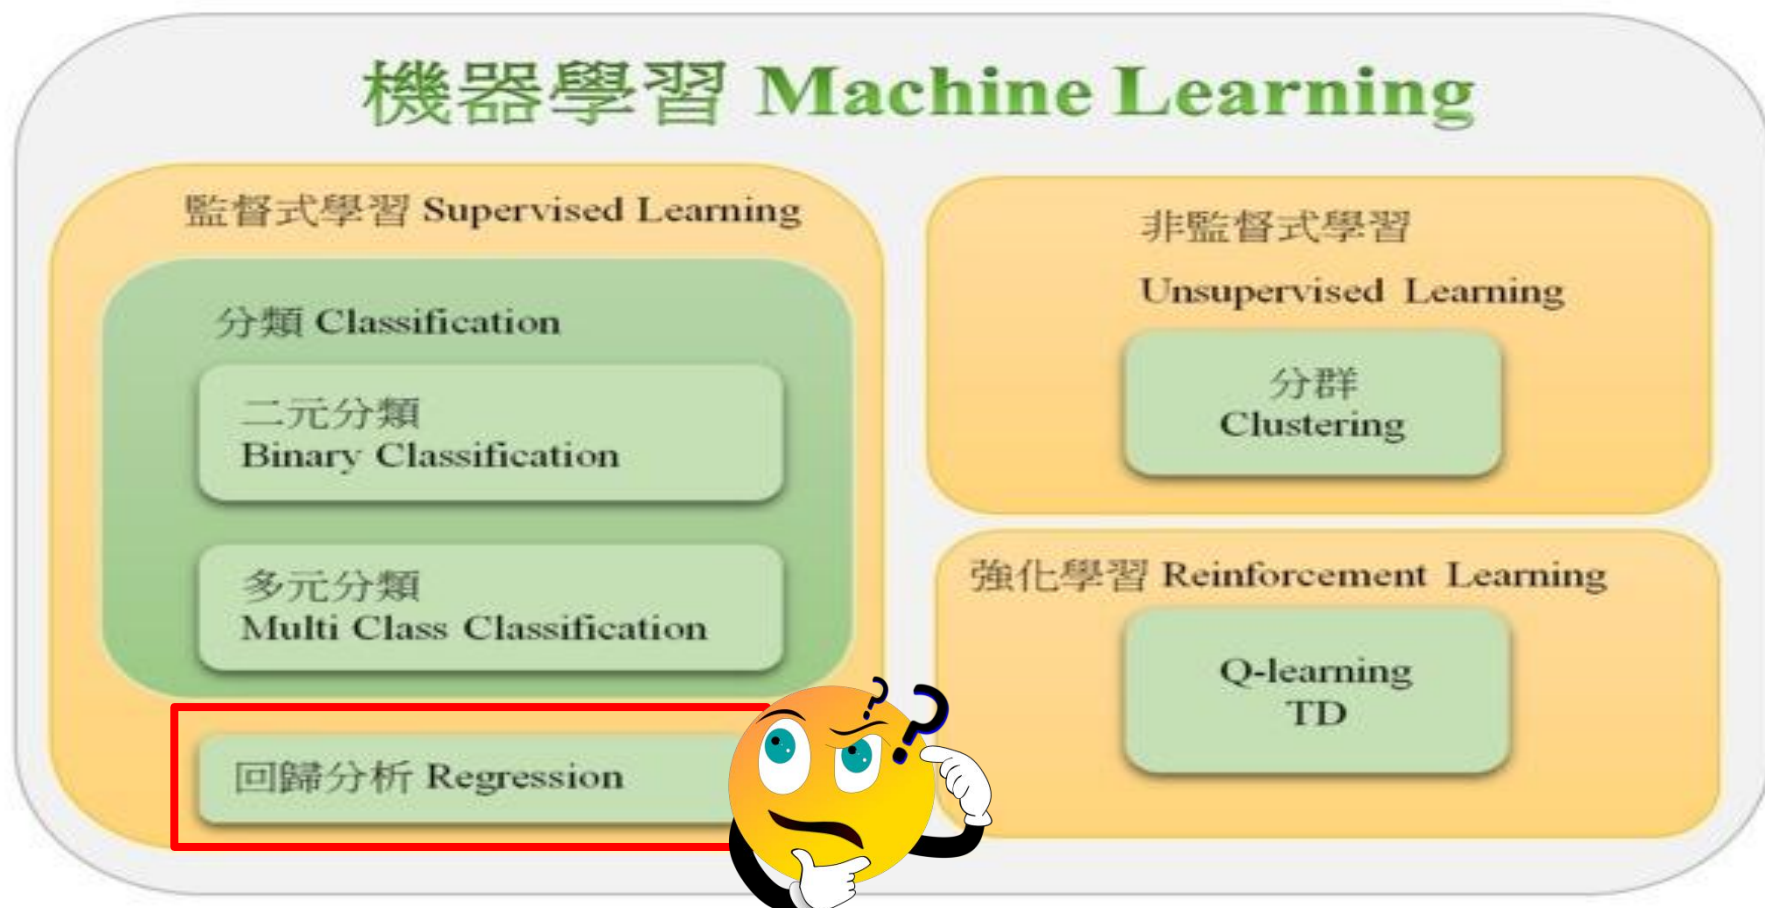 機器學習 Machine Learning
監督式學習 Supervised Learning
分類 Classification
二元分類
Binary Classification
多元分類
Multi Class Classification
回歸分析 Regression
非監督式學習
Unsupervised Learning
分群
Clustering
強化學習 Reinforcement Learning
Q-learning
TD
? ?